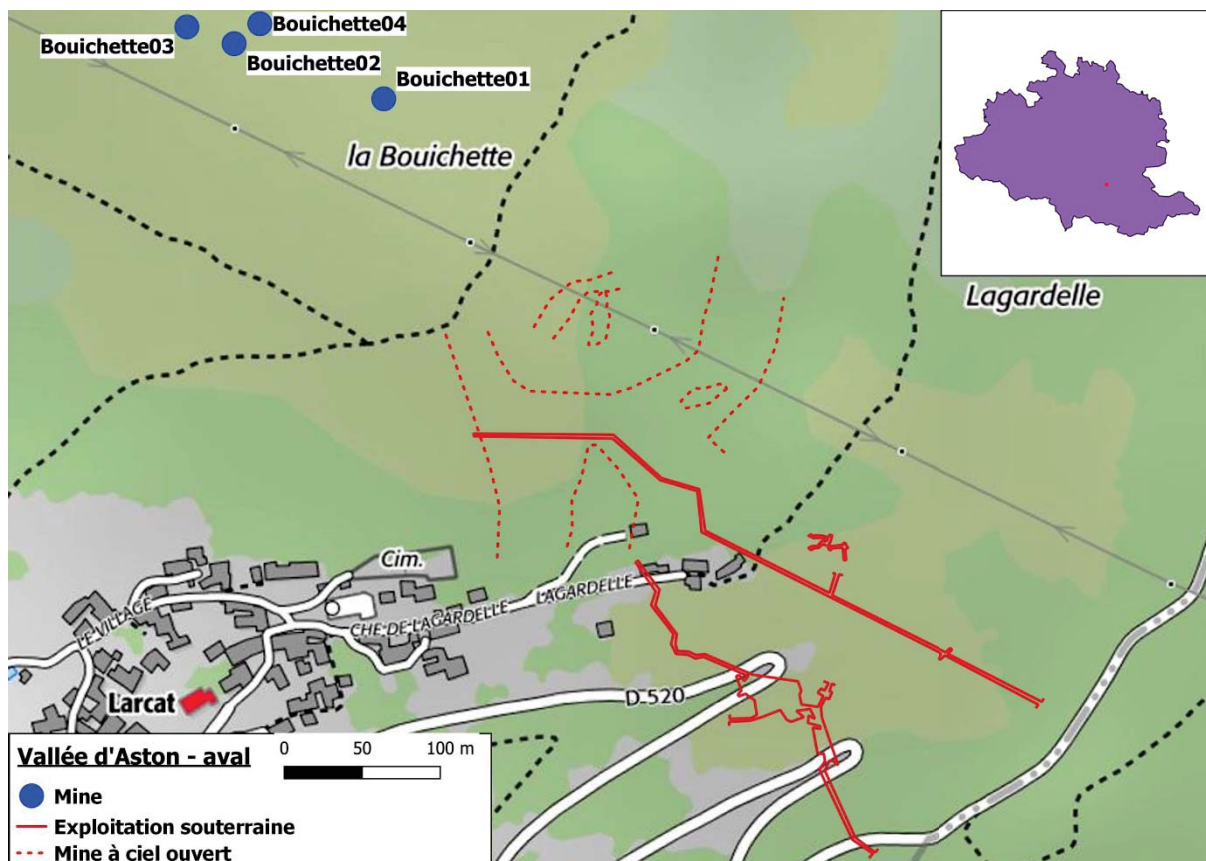 Bouichette04
Bouichette03
Bouichette02
Bouichette01
la Bouichette
Lagardelle
Cim.
LE VILLAGE
CHE DE LAGARDELLE
LAGARDELLE
Larcat
D-520
Vallée d'Aston - aval
0 50 100 m
Mine
Exploitation souterraine
Mine à ciel ouvert